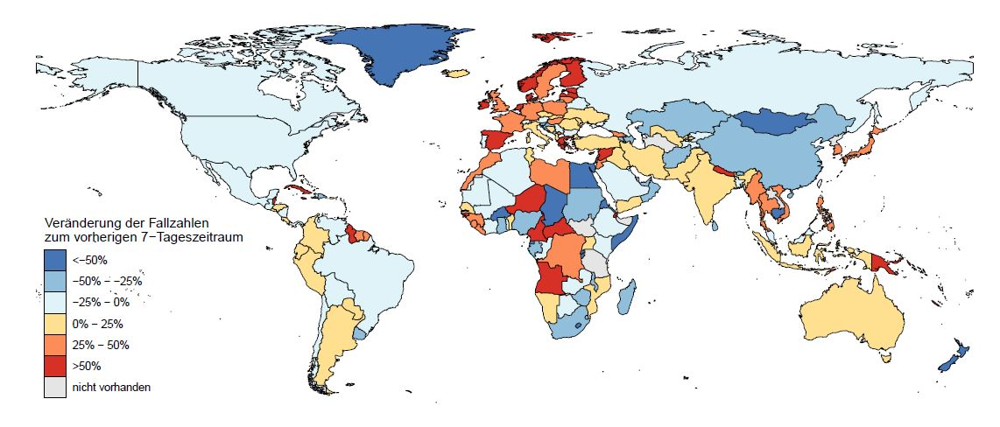 Veränderung der Fallzahlen
zum vorherigen 7−Tageszeitraum
<−50%
−50% − −25%
−25% − 0%
0% − 25%
25% − 50%
>50%
nicht vorhanden